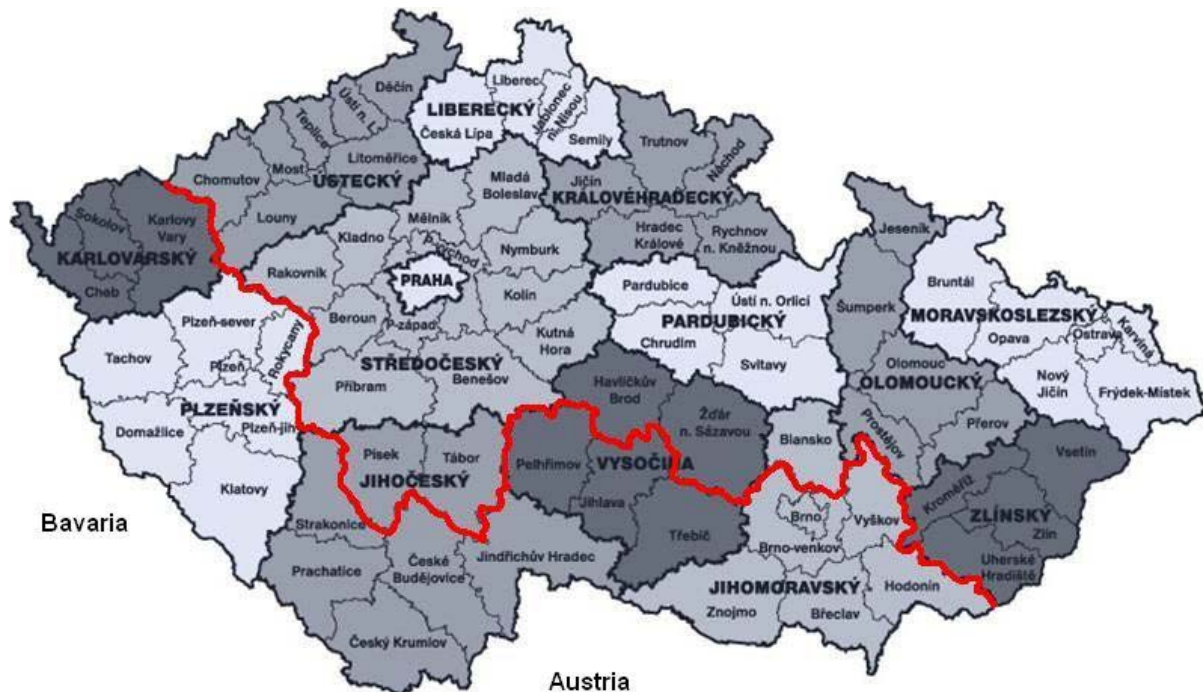 Děčín
Liberec
Ústí n. L.
Teplice
LIBERECKÝ
Jablonec
n. Nisou
Česká Lípa
Semily
Trutnov
Náchod
Most
Litoměřice
Chomutov
ÚSTECKÝ
Mladá
Boleslav
Jičín
KRÁLOVÉHRADECKÝ
Sokolov
Karlovy
Vary
Louny
Mělník
Kladno
Nymburk
Hradec
Králové
Rychnov
n. Kněžnou
Jeseník
KARLOVARSKÝ
Cheb
Rakovník
PRAHA
Kolín
Pardubice
Ústí n. Orlicí
Bruntál
Šumperk
Plzeň-sever
Rokycany
Beroun
P-západ
Kutná
Hora
PARDUBICKÝ
Chrudim
MORAVSKOSLEZSKÝ
Opava
Ostrava
Karviná
Tachov
Plzeň
STŘEDOČESKÝ
Svitavy
Olomouc
OLOMOUCKÝ
Nový
Jičín
Frýdek-Místek
Příbram
Benešov
Havlíčkův
Brod
PLZEŇSKÝ
Domažlice
Plzeň-jih
Žďár
n. Sázavou
Blansko
Prostějov
Přerov
Písek
Tábor
Pelhřimov
VYSOČINA
Vsetín
Klatovy
JIHOČESKÝ
Jihlava
Kroměříž
Bavaria
Strakonice
Třebíč
Brno
Vyškov
ZLÍNSKÝ
Zlín
Brno-venkov
Jindřichův Hradec
Prachatice
České
Budějovice
Uherské
Hradiště
JIHOMORAVSKÝ
Hodonín
Znojmo
Břeclav
Český Krumlov
Austria